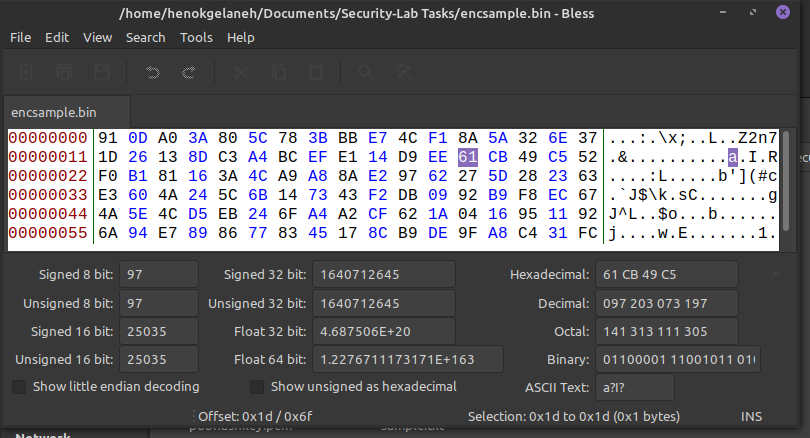 /home/henokgelaneh/Documents/Security-Lab Tasks/encsample.bin - Bless
File Edit View Search Tools Help
encsample.bin
00000000 91 0D A0 3A 80 5C 78 3B BB E7 4C F1 8A 5A 32 6E 37 ...:.\x;..L..Z2n7
00000011 1D 26 13 8D C3 A4 BC EF E1 14 D9 EE 61 CB 49 C5 52 .&..........a.I.R
00000022 F0 B1 81 16 3A 4C A9 A8 8A E2 97 62 27 5D 28 23 63 ....:L.....b'](#c
00000033 E3 60 4A 24 5C 6B 14 73 43 F2 DB 09 92 B9 F8 EC 67 .`J$\k.sC.......g
00000044 4A 5E 4C D5 EB 24 6F A4 A2 CF 62 1A 04 16 95 11 92 J^L..$o...b......
00000055 6A 94 E7 89 86 77 83 45 17 8C B9 DE 9F A8 C4 31 FC j....w.E.......1.
Signed 8 bit: 97 Signed 32 bit: 1640712645 Hexadecimal: 61 CB 49 C5
Unsigned 8 bit: 97 Unsigned 32 bit: 1640712645 Decimal: 097 203 073 197
Signed 16 bit: 25035 Float 32 bit: 4.687506E+20 Octal: 141 313 111 305
Unsigned 16 bit: 25035 Float 64 bit: 1.2276711173171E+163 Binary: 01100001 11001011 010
Show little endian decoding Show unsigned as hexadecimal ASCII Text: a?I?
Offset: 0x1d / 0x6f Selection: 0x1d to 0x1d (0x1 bytes) INS